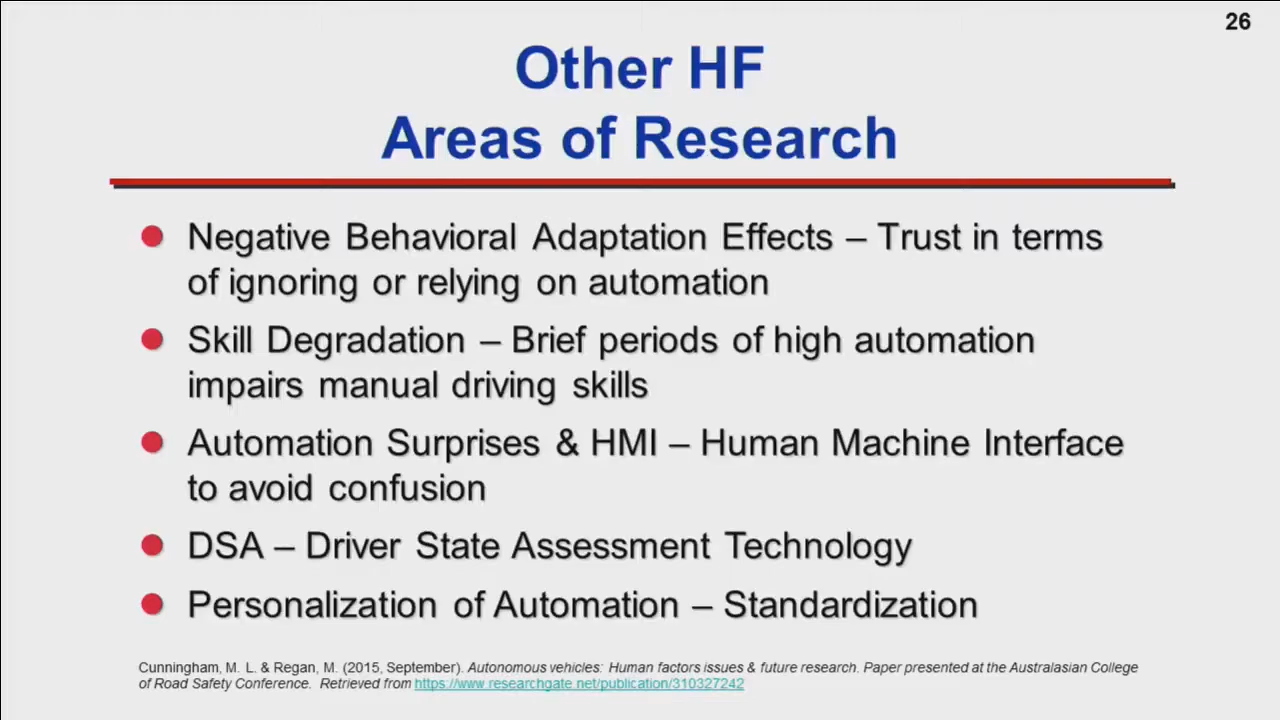 26
Other HF
Areas of Research
Negative Behavioral Adaptation Effects – Trust in terms
of ignoring or relying on automation
Skill Degradation – Brief periods of high automation
impairs manual driving skills
Automation Surprises & HMI – Human Machine Interface
to avoid confusion
DSA – Driver State Assessment Technology
Personalization of Automation – Standardization
Cunningham, M. L. & Regan, M. (2015, September). Autonomous vehicles: Human factors issues & future research. Paper presented at the Australasian College
of Road Safety Conference. Retrieved from https://www.researchgate.net/publication/310327242